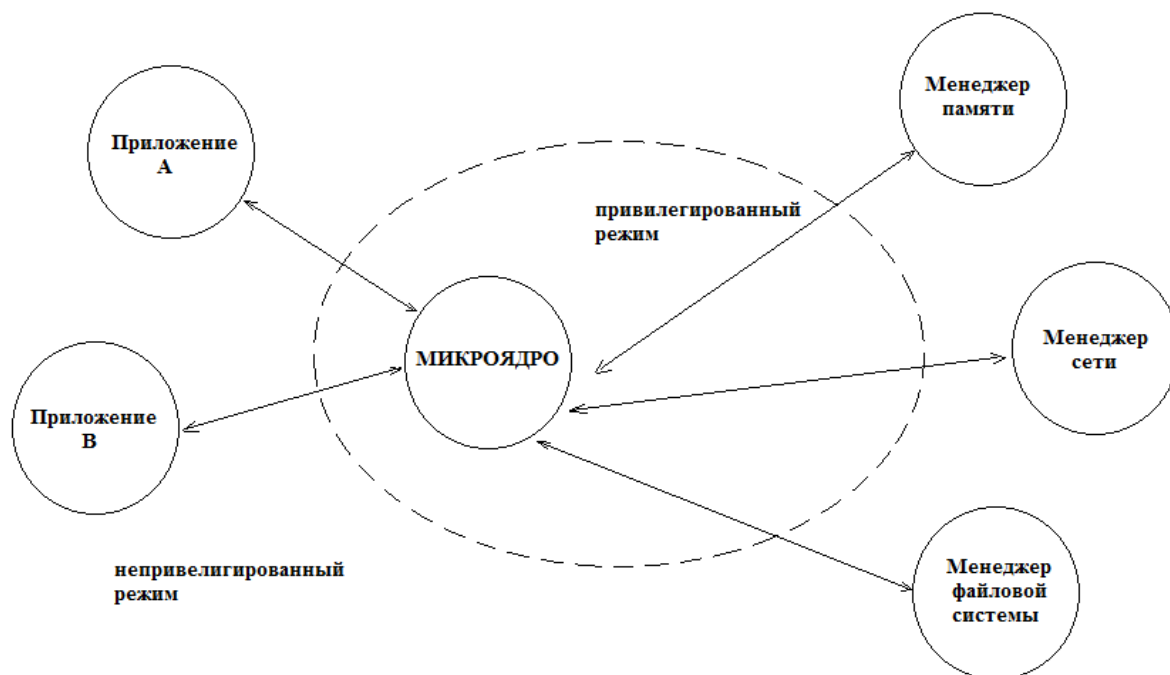 Приложение
А
Менеджер
памяти
привилегированный
режим
МИКРОЯДРО
Менеджер
сети
Приложение
В
непривелигированный
режим
Менеджер
файловой
системы